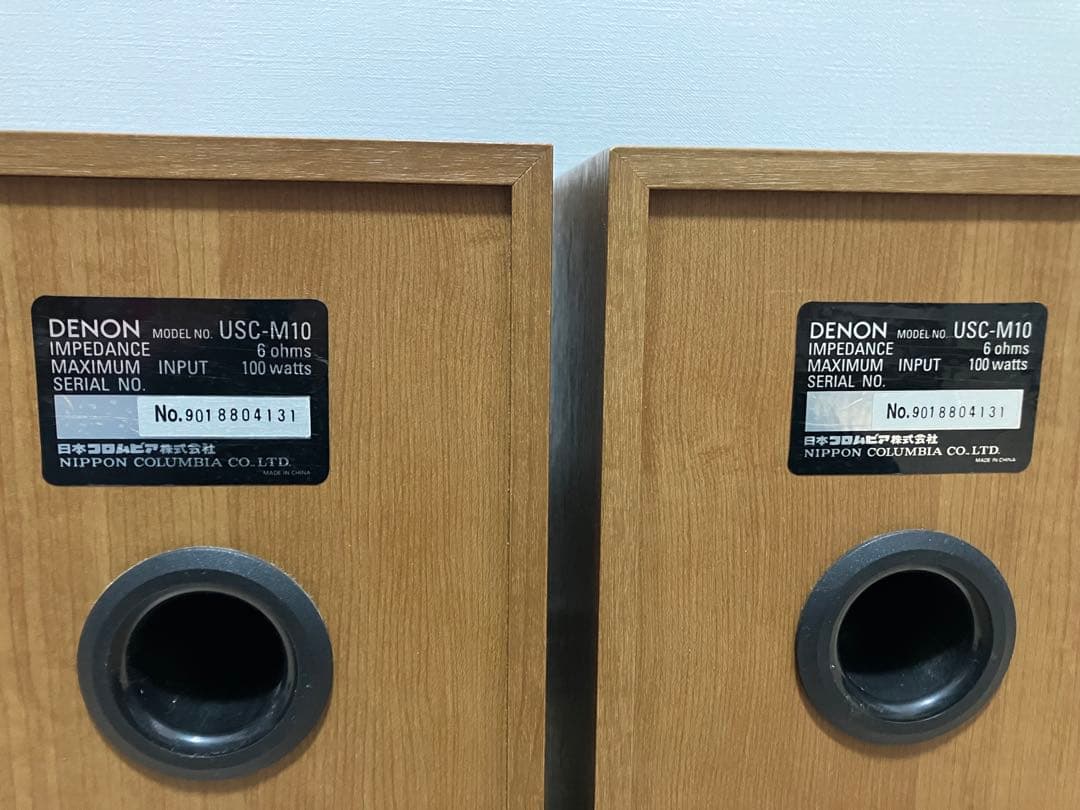 DENON MODEL NO. USC-M10
IMPEDANCE 6 ohms
MAXIMUM INPUT 100 watts
SERIAL NO.
No.9018804131
日本コロムビア株式会社
NIPPON COLUMBIA CO.,LTD.
MADE IN CHINA
DENON MODEL NO. USC-M10
IMPEDANCE 6 ohms
MAXIMUM INPUT 100 watts
SERIAL NO.
No.9018804131
日本コロムビア株式会社
NIPPON COLUMBIA CO.,LTD.
MADE IN CHINA